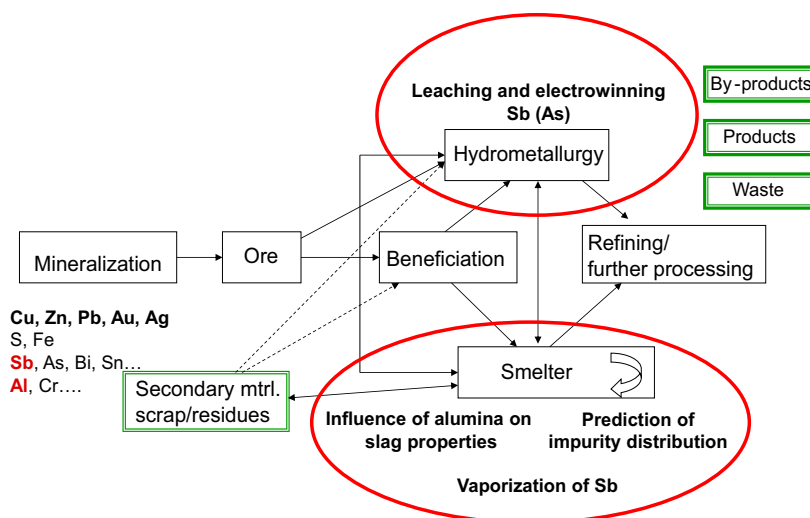 Leaching and electrowinning
Sb (As)
Hydrometallurgy
By-products
Products
Waste
Mineralization
Ore
Beneficiation
Refining/
further processing
Cu, Zn, Pb, Au, Ag
S, Fe
Sb, As, Bi, Sn…
Al, Cr….
Secondary mtrl.
scrap/residues
Smelter
Influence of alumina on
slag properties
Prediction of
impurity distribution
Vaporization of Sb